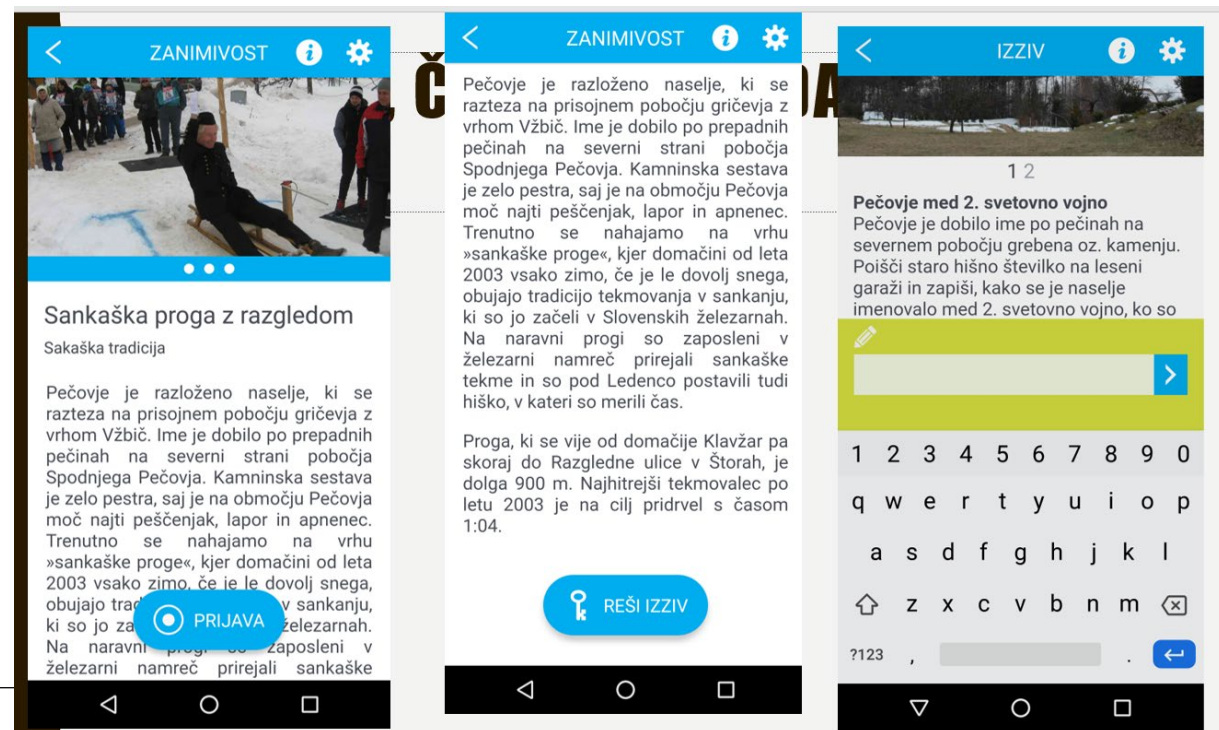 ZANIMIVOST
Sankaška proga z razgledom
Sakaška tradicija
Pečovje je razloženo naselje, ki se
razteza na prisojnem pobočju gričevja z
vrhom Vžbič. Ime je dobilo po prepadnih
pečinah na severni strani pobočja
Spodnjega Pečovja. Kamninska sestava
je zelo pestra, saj je na območju Pečovja
moč najti peščenjak, lapor in apnenec.
Trenutno se nahajamo na vrhu
»sankaške proge«, kjer domačini od leta
2003 vsako zimo, če je le dovolj snega,
obujajo v sankanju,
ki so jo železarnah.
Na naravni progi so zaposleni v
železarni namreč prirejali sankaške
PRIJAVA
ZANIMIVOST
Pečovje je razloženo naselje, ki se
razteza na prisojnem pobočju gričevja z
vrhom Vžbič. Ime je dobilo po prepadnih
pečinah na severni strani pobočja
Spodnjega Pečovja. Kamninska sestava
je zelo pestra, saj je na območju Pečovja
moč najti peščenjak, lapor in apnenec.
Trenutno se nahajamo na vrhu
»sankaške proge«, kjer domačini od leta
2003 vsako zimo, če je le dovolj snega,
obujajo tradicijo tekmovanja v sankanju,
ki so jo začeli v Slovenskih železarnah.
Na naravni progi so zaposleni v
železarni namreč prirejali sankaške
tekme in so pod Ledenco postavili tudi
hiško, v kateri so merili čas.
Proga, ki se vije od domačije Klavžar pa
skoraj do Razgledne ulice v Štorah, je
dolga 900 m. Najhitrejši tekmovalec po
letu 2003 je na cilj pridrvel s časom
1:04.
REŠI IZZIV
IZZIV
1 2
Pečovje med 2. svetovno vojno
Pečovje je dobilo ime po pečinah na
severnem pobočju grebena oz. kamenju.
Poišči staro hišno številko na leseni
garaži in zapiši, kako se je naselje
imenovalo med 2. svetovno vojno, ko so
1 2 3 4 5 6 7 8 9 0
q w e r t y u i o p
a s d f g h j k l
z x c v b n m
?123 , .